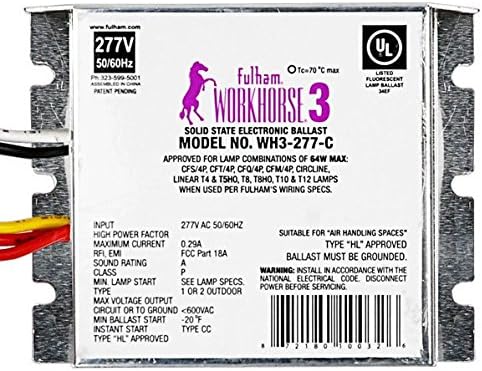 fulham.
277V
50/60Hz
Ph.323-599-5001
ASSEMBLED IN CHINA
PATENT PENDING
Tc=70 °C max
fulham.
WORKHORSE 3
UL
LISTED
FLUORESCENT
LAMP BALLAST
34EF
SOLID STATE ELECTRONIC BALLAST
MODEL NO. WH3-277-C
APPROVED FOR LAMP COMBINATIONS OF 64W MAX:
CFS/4P, CFT/4P, CFQ/4P, CFM/4P, CIRCLINE,
LINEAR T4 & T5HO, T8, T8HO, T10 & T12 LAMPS
WHEN USED PER FULHAM'S WIRING SPECS.
INPUT 277V AC 50/60HZ
HIGH POWER FACTOR
MAXIMUM CURRENT 0.29A
RFI, EMI FCC Part 18A
SOUND RATING A
CLASS P
MIN. LAMP START SEE LAMP SPECS.
TYPE 1 OR 2 OUTDOOR
MAX VOLTAGE OUTPUT
CIRCUIT OR TO GROUND <600VAC
MIN BALLAST START -20°F
INSTANT START TYPE CC
TYPE "HL" APPROVED
SUITABLE FOR "AIR HANDLING SPACES"
TYPE "HL" APPROVED
BALLAST MUST BE GROUNDED.
WARNING: INSTALL IN ACCORDANCE WITH THE
NATIONAL ELECTRICAL CODE. DISCONNECT
POWER BEFORE SERVICING.
8 72180 10032 6